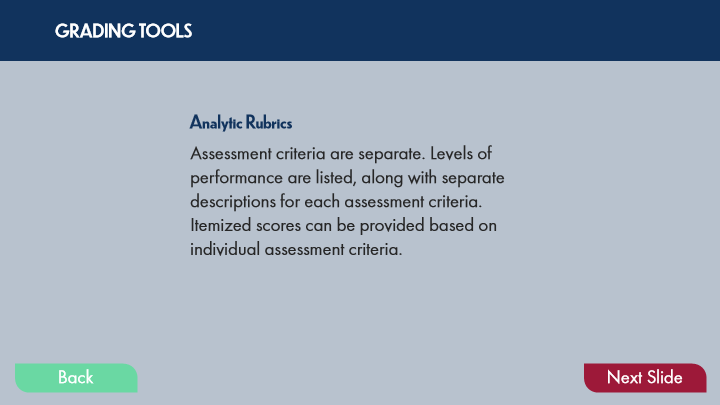 GRADING TOOLS
Analytic Rubrics
Assessment criteria are separate. Levels of
performance are listed, along with separate
descriptions for each assessment criteria.
Itemized scores can be provided based on
individual assessment criteria.
Back
Next Slide